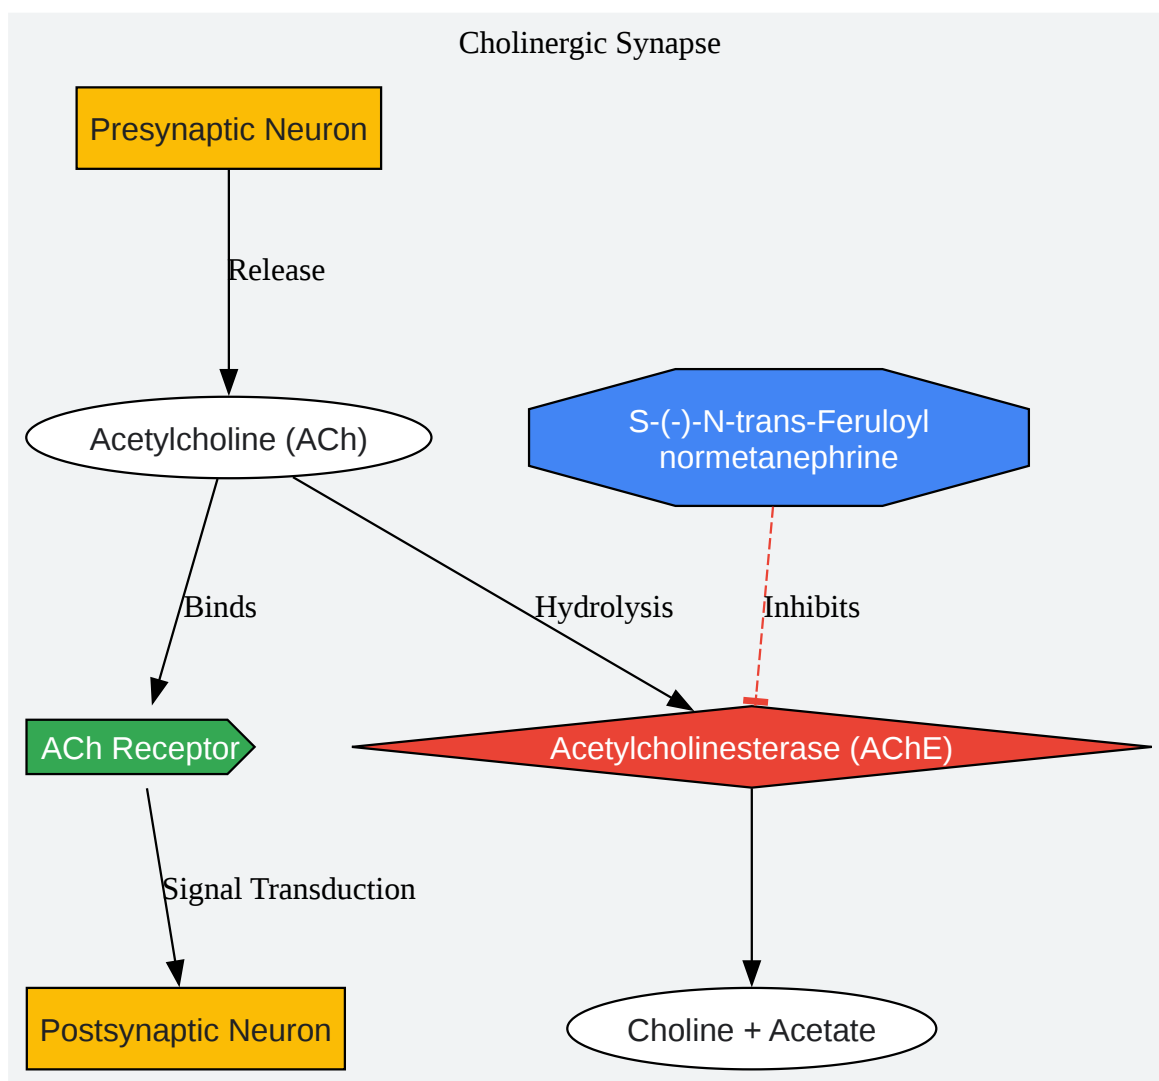 Cholinergic Synapse
Presynaptic Neuron
Release
Acetylcholine (ACh)
S-(-)-N-trans-Feruloyl
normetanephrine
Binds
Hydrolysis
Inhibits
ACh Receptor
Acetylcholinesterase (AChE)
Signal Transduction
Postsynaptic Neuron
Choline + Acetate